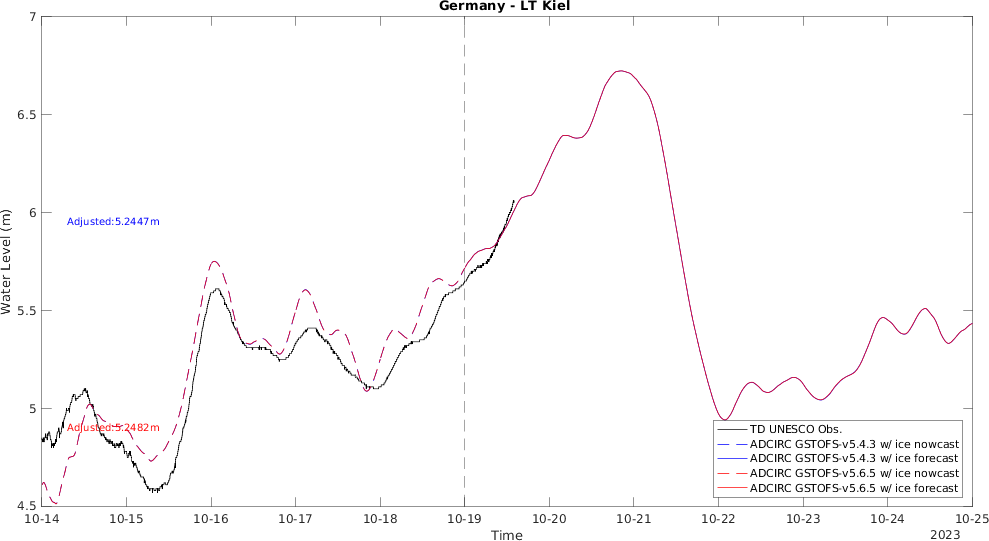 Germany - LT Kiel
7
6.5
6
5.5
5
4.5
Water Level (m)
Adjusted:5.2447m
Adjusted:5.2482m
TD UNESCO Obs.
ADCIRC GSTOFS-v5.4.3 w/ ice nowcast
ADCIRC GSTOFS-v5.4.3 w/ ice forecast
ADCIRC GSTOFS-v5.6.5 w/ ice nowcast
ADCIRC GSTOFS-v5.6.5 w/ ice forecast
10-14 10-15 10-16 10-17 10-18 10-19 10-20 10-21 10-22 10-23 10-24 10-25
Time
2023